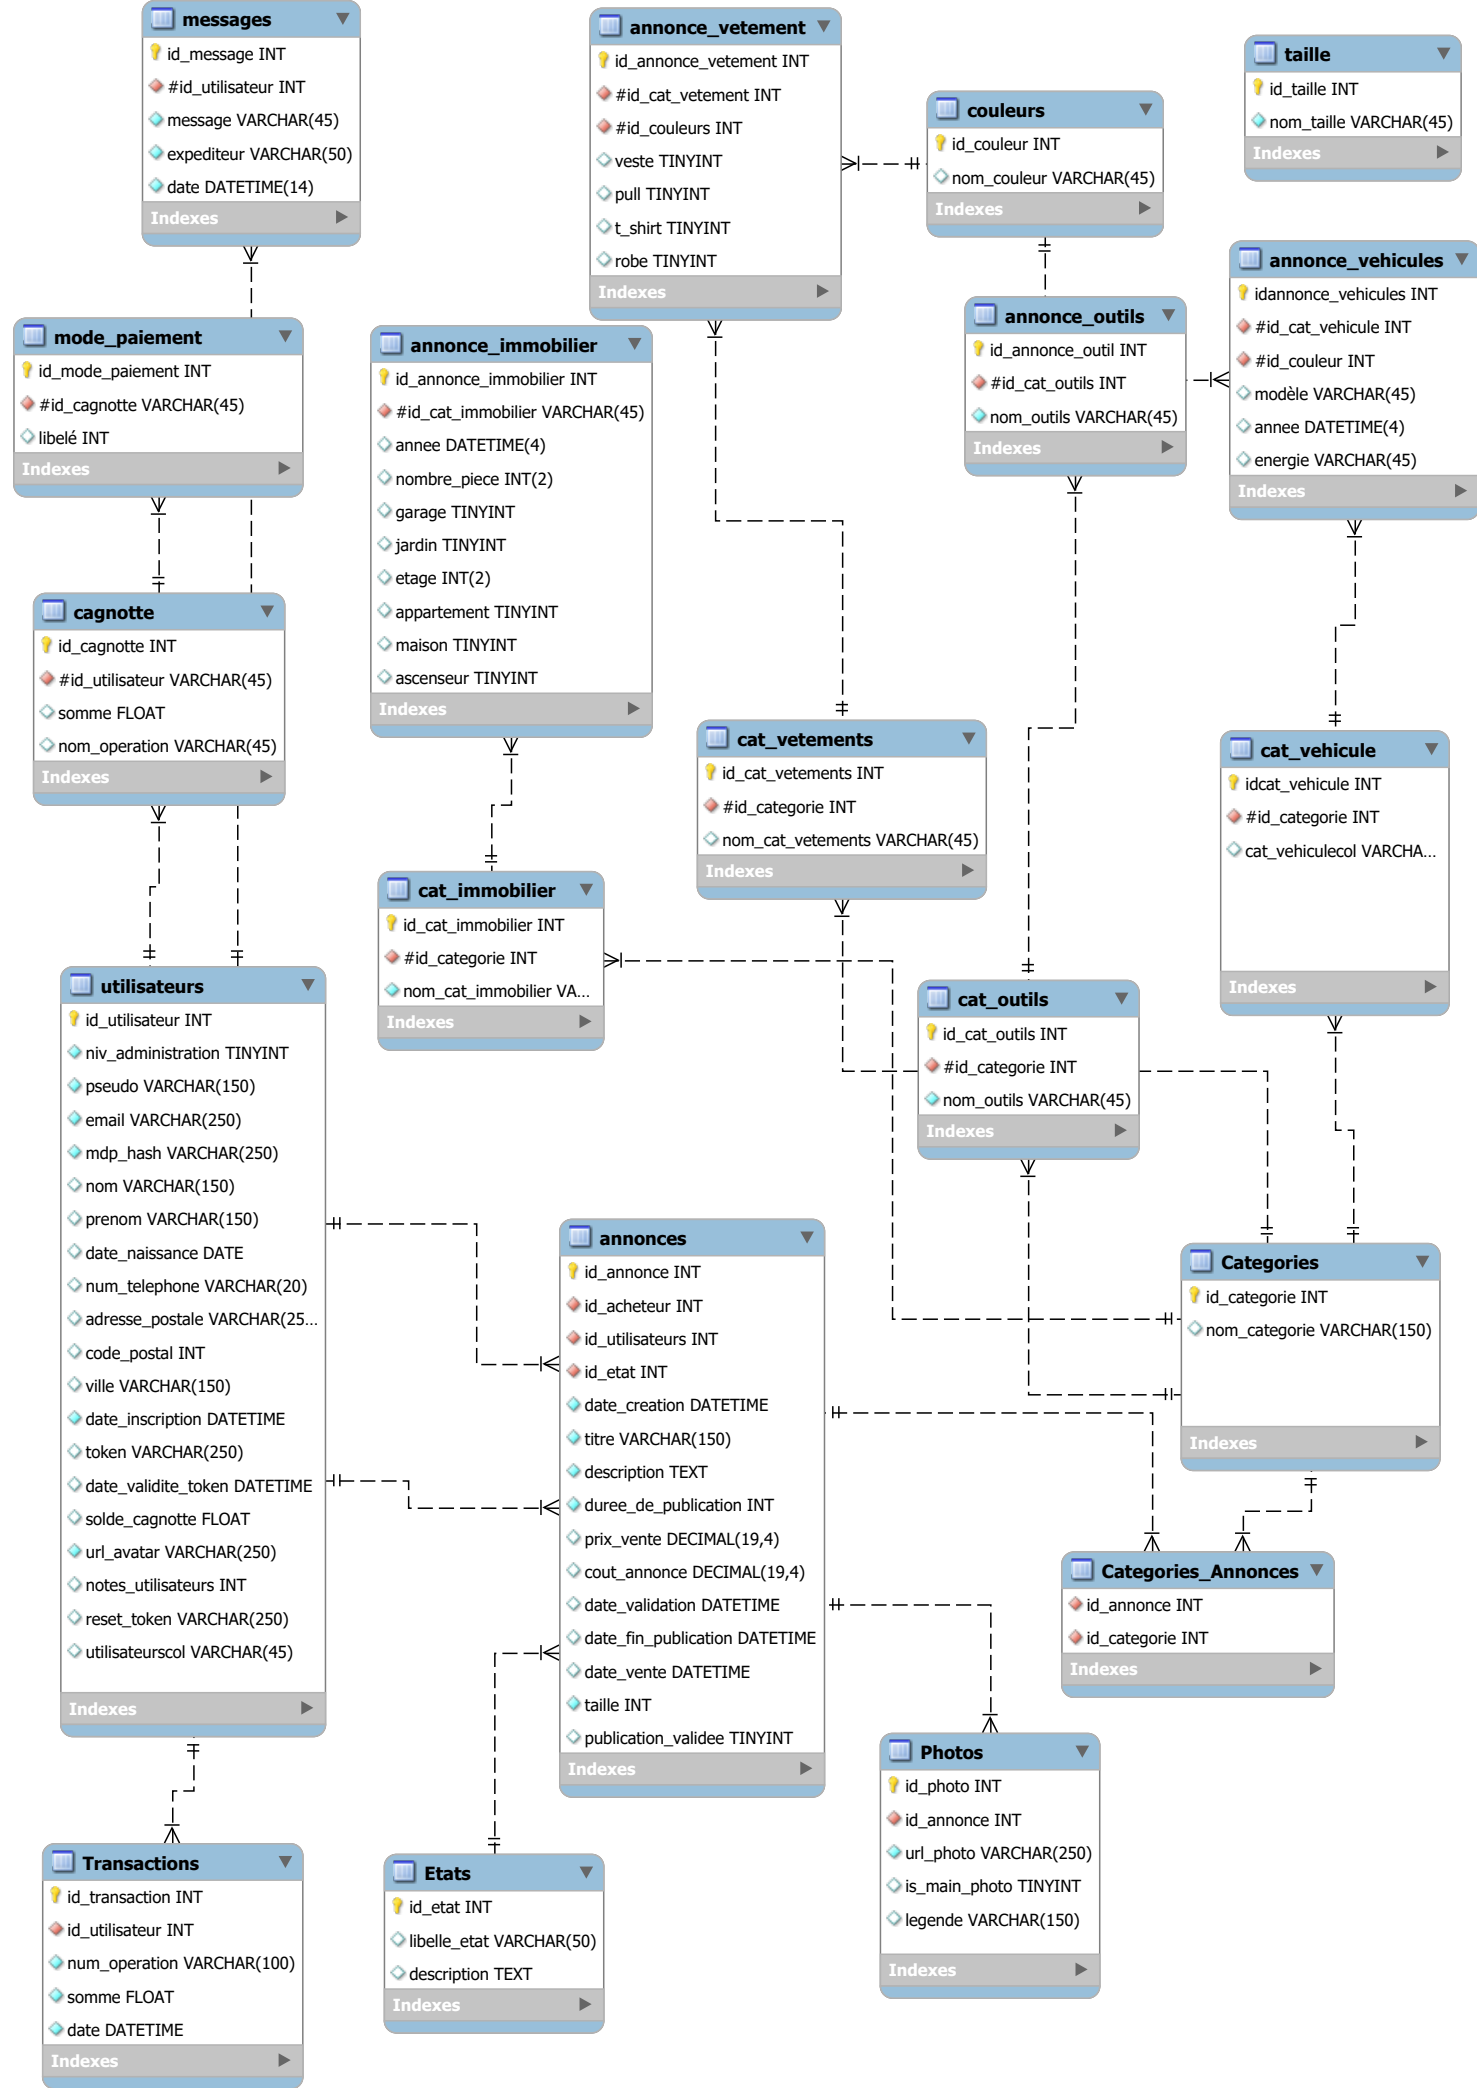 messages
id_message INT
#id_utilisateur INT
message VARCHAR(45)
expediteur VARCHAR(50)
date DATETIME(14)
Indexes
annonce_vetement
id_annonce_vetement INT
#id_cat_vetement INT
#id_couleurs INT
veste TINYINT
pull TINYINT
t_shirt TINYINT
robe TINYINT
Indexes
couleurs
id_couleur INT
nom_couleur VARCHAR(45)
Indexes
taille
id_taille INT
nom_taille VARCHAR(45)
Indexes
mode_paiement
id_mode_paiement INT
#id_cagnotte VARCHAR(45)
libelé INT
Indexes
annonce_immobilier
id_annonce_immobilier INT
#id_cat_immobilier VARCHAR(45)
annee DATETIME(4)
nombre_piece INT(2)
garage TINYINT
jardin TINYINT
etage INT(2)
appartement TINYINT
maison TINYINT
ascenseur TINYINT
Indexes
annonce_outils
id_annonce_outil INT
#id_cat_outils INT
nom_outils VARCHAR(45)
Indexes
annonce_vehicules
idannonce_vehicules INT
#id_cat_vehicule INT
#id_couleur INT
modèle VARCHAR(45)
annee DATETIME(4)
energie VARCHAR(45)
Indexes
cagnotte
id_cagnotte INT
#id_utilisateur VARCHAR(45)
somme FLOAT
nom_operation VARCHAR(45)
Indexes
cat_vetements
id_cat_vetements INT
#id_categorie INT
nom_cat_vetements VARCHAR(45)
Indexes
cat_vehicule
idcat_vehicule INT
#id_categorie INT
cat_vehiculecol VARCHA...
Indexes
cat_immobilier
id_cat_immobilier INT
#id_categorie INT
nom_cat_immobilier VA...
Indexes
cat_outils
id_cat_outils INT
#id_categorie INT
nom_outils VARCHAR(45)
Indexes
utilisateurs
id_utilisateur INT
niv_administration TINYINT
pseudo VARCHAR(150)
email VARCHAR(250)
mdp_hash VARCHAR(250)
nom VARCHAR(150)
prenom VARCHAR(150)
date_naissance DATE
num_telephone VARCHAR(20)
adresse_postale VARCHAR(25...
code_postal INT
ville VARCHAR(150)
date_inscription DATETIME
token VARCHAR(250)
date_validite_token DATETIME
solde_cagnotte FLOAT
url_avatar VARCHAR(250)
notes_utilisateurs INT
reset_token VARCHAR(250)
utilisateurscol VARCHAR(45)
Indexes
annonces
id_annonce INT
id_acheteur INT
id_utilisateurs INT
id_etat INT
date_creation DATETIME
titre VARCHAR(150)
description TEXT
duree_de_publication INT
prix_vente DECIMAL(19,4)
cout_annonce DECIMAL(19,4)
date_validation DATETIME
date_fin_publication DATETIME
date_vente DATETIME
taille INT
publication_validee TINYINT
Indexes
Categories
id_categorie INT
nom_categorie VARCHAR(150)
Indexes
Categories_Annonces
id_annonce INT
id_categorie INT
Indexes
Photos
id_photo INT
id_annonce INT
url_photo VARCHAR(250)
is_main_photo TINYINT
legende VARCHAR(150)
Indexes
Transactions
id_transaction INT
id_utilisateur INT
num_operation VARCHAR(100)
somme FLOAT
date DATETIME
Indexes
Etats
id_etat INT
libelle_etat VARCHAR(50)
description TEXT
Indexes